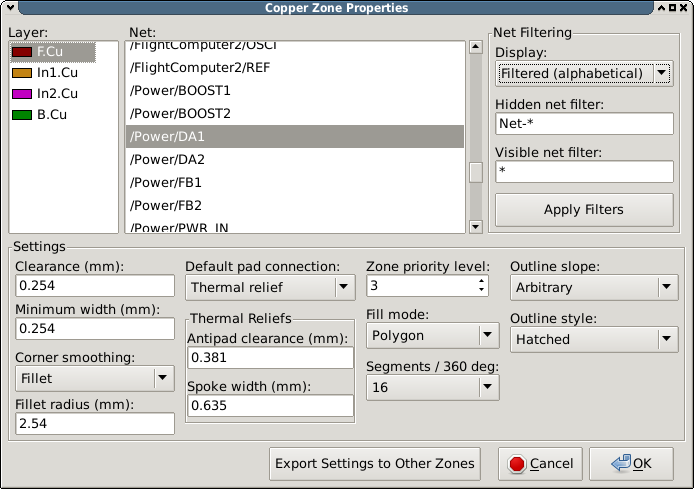 Copper Zone Properties
Layer:
F.Cu
In1.Cu
In2.Cu
B.Cu
Net:
/FlightComputer2/OSCI
/FlightComputer2/REF
/Power/BOOST1
/Power/BOOST2
/Power/DA1
/Power/DA2
/Power/FB1
/Power/FB2
/Power/PWR_IN
Net Filtering
Display:
Filtered (alphabetical)
Hidden net filter:
Net-*
Visible net filter:
*
Apply Filters
Settings
Clearance (mm):
0.254
Minimum width (mm):
0.254
Corner smoothing:
Fillet
Fillet radius (mm):
2.54
Default pad connection:
Thermal relief
Thermal Reliefs
Antipad clearance (mm):
0.381
Spoke width (mm):
0.635
Zone priority level:
3
Fill mode:
Polygon
Segments / 360 deg:
16
Outline slope:
Arbitrary
Outline style:
Hatched
Export Settings to Other Zones
Cancel
OK